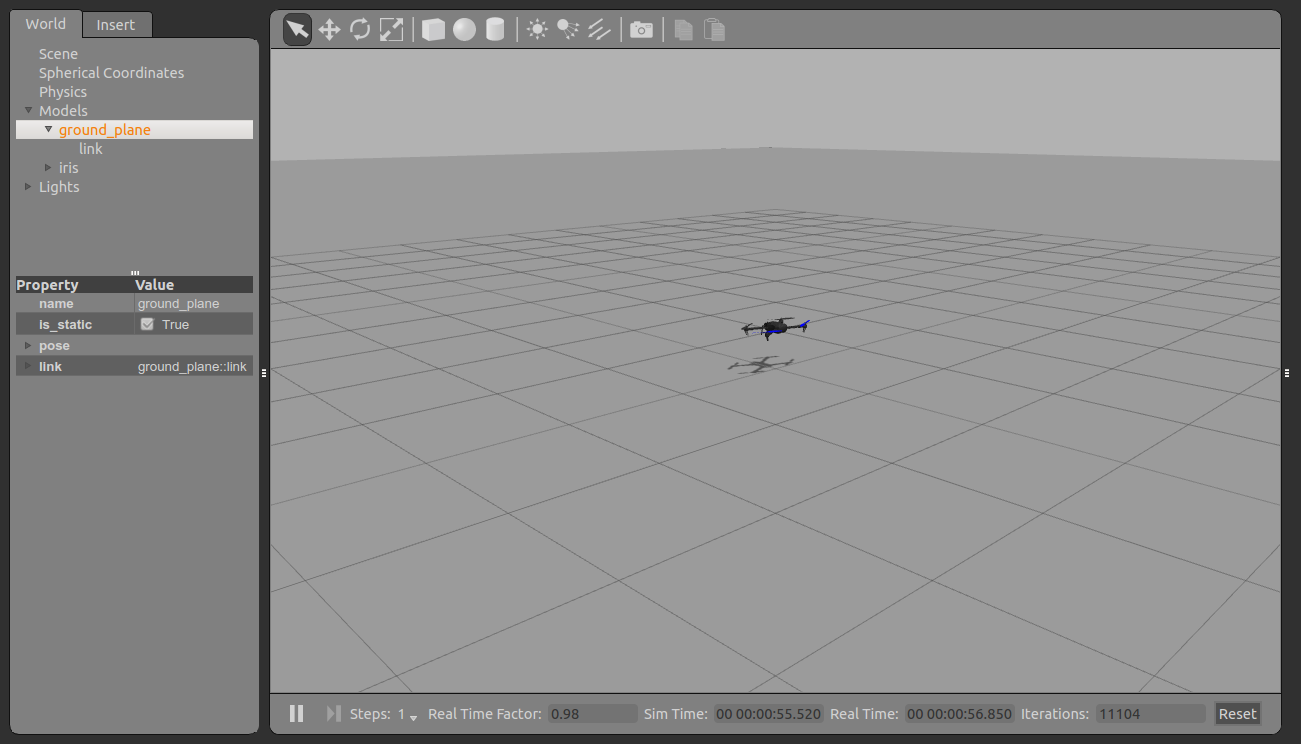 World Insert
Scene
Spherical Coordinates
Physics
Models
ground_plane
link
iris
Lights
Property Value
name ground_plane
is_static True
pose
link ground_plane::link
Steps: 1 Real Time Factor: 0.98 Sim Time: 00 00:00:55.520 Real Time: 00 00:00:56.850 Iterations: 11104 Reset